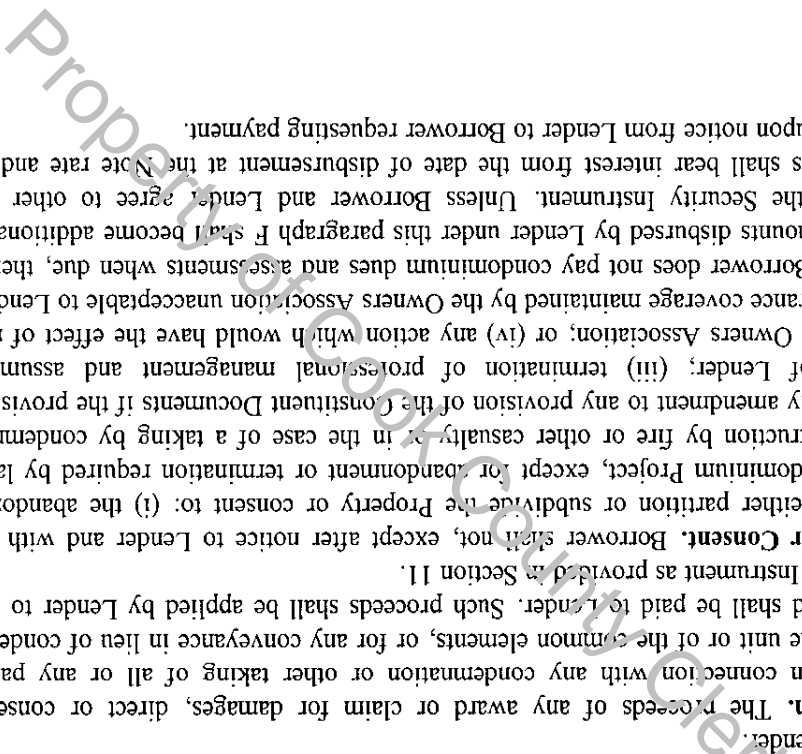 ender.
n. The proceeds of any award or claim for damages, direct or conse
n connection with any condemnation or other taking of all or any pa
e unit or of the common elements, or for any conveyance in lieu of conde
d shall be paid to Lender. Such proceeds shall be applied by Lender to
Instrument as provided in Section 11.
r Consent. Borrower shall not, except after notice to Lender and with
either partition or subdivide the Property or consent to: (i) the abando
dominium Project, except for abandonment or termination required by la
truction by fire or other casualty or in the case of a taking by condem
y amendment to any provision of the Constituent Documents if the provis
of Lender; (iii) termination of professional management and assum
Owners Association; or (iv) any action which would have the effect of r
rance coverage maintained by the Owners Association unacceptable to Lend
Borrower does not pay condominium dues and assessments when due, the
ounts disbursed by Lender under this paragraph F shall become additiona
the Security Instrument. Unless Borrower and Lender agree to other
s shall bear interest from the date of disbursement at the Note rate and
upon notice from Lender to Borrower requesting payment.
Property of Cook County Cler